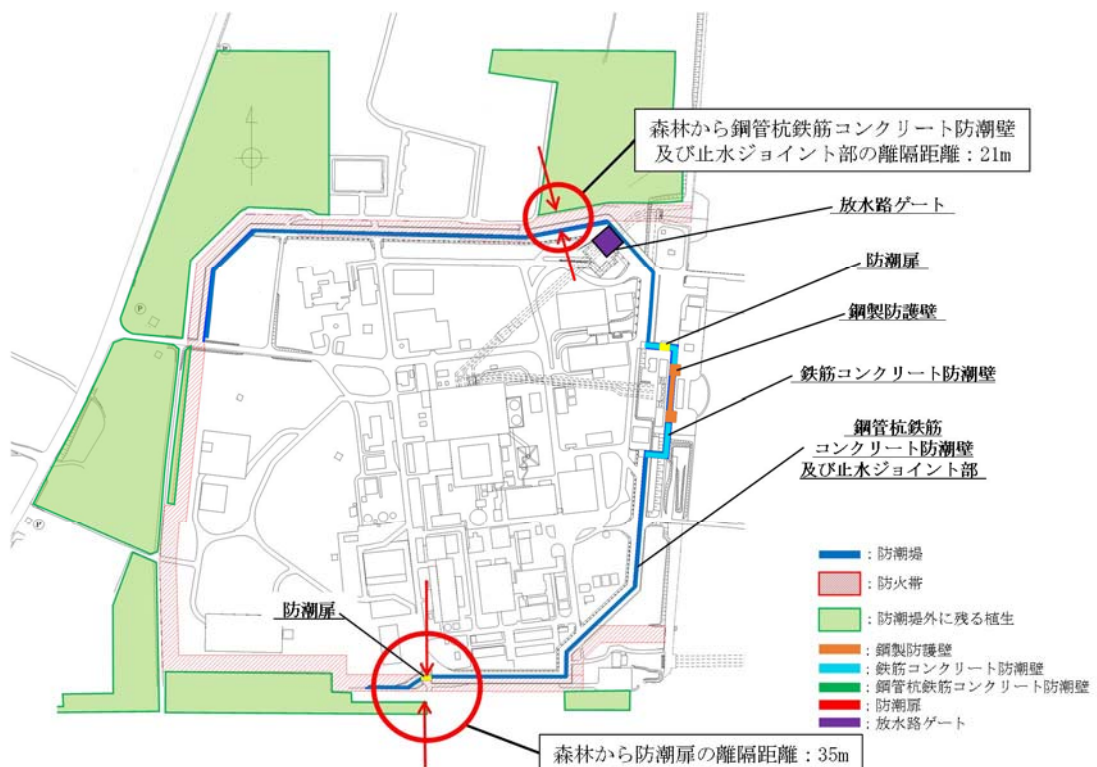 森林から鋼管杭鉄筋コンクリート防潮壁
及び止水ジョイント部の離隔距離：21m
放水路ゲート
防潮扉
鋼製防護壁
鉄筋コンクリート防潮壁
鋼管杭鉄筋
コンクリート防潮壁
及び止水ジョイント部
防潮扉
：防潮堤
：防火帯
：防潮堤外に残る植生
：鋼製防護壁
：鉄筋コンクリート防潮壁
：鋼管杭鉄筋コンクリート防潮壁
：防潮扉
：放水路ゲート
森林から防潮扉の離隔距離：35m
P
P